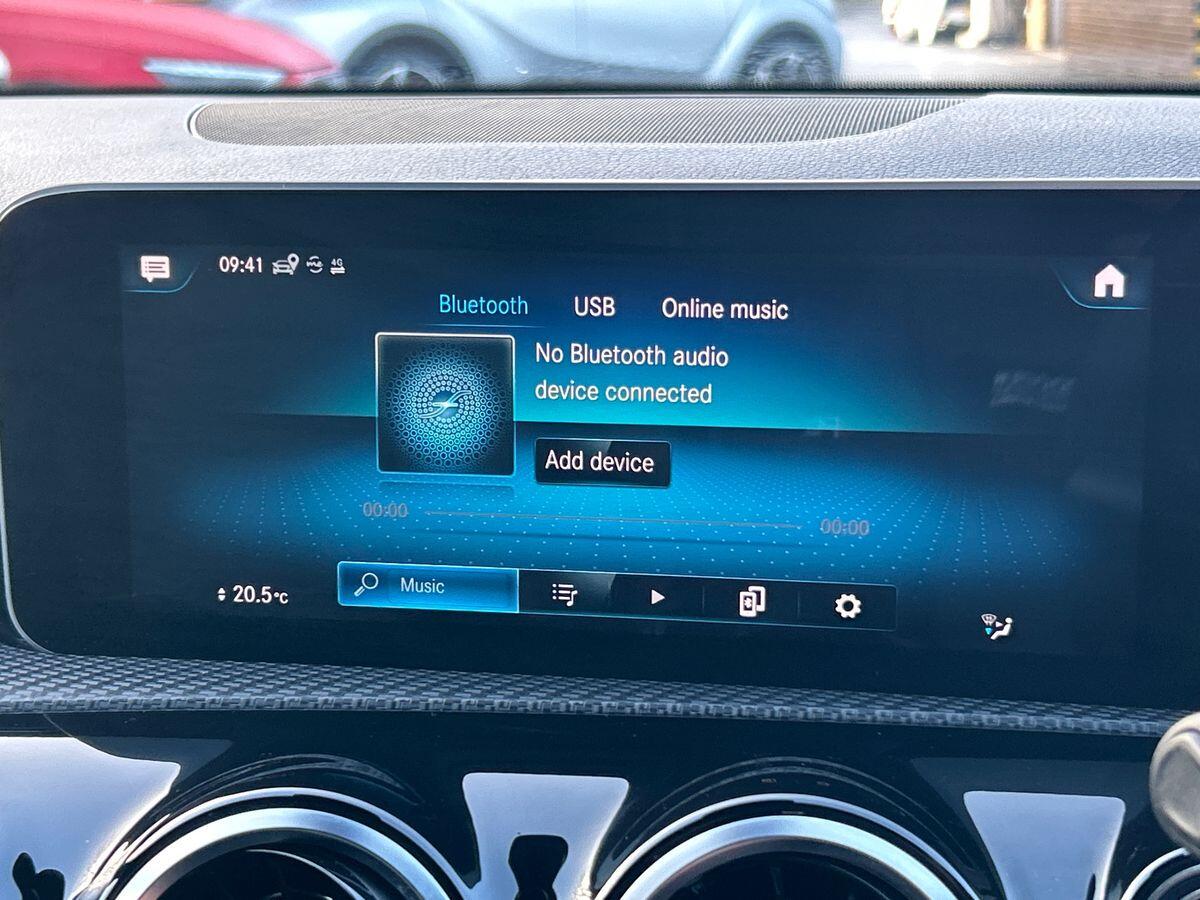 09:41 me 4G
Bluetooth USB Online music
No Bluetooth audio
device connected
Add device
00:00 00:00
Music
20.5°C